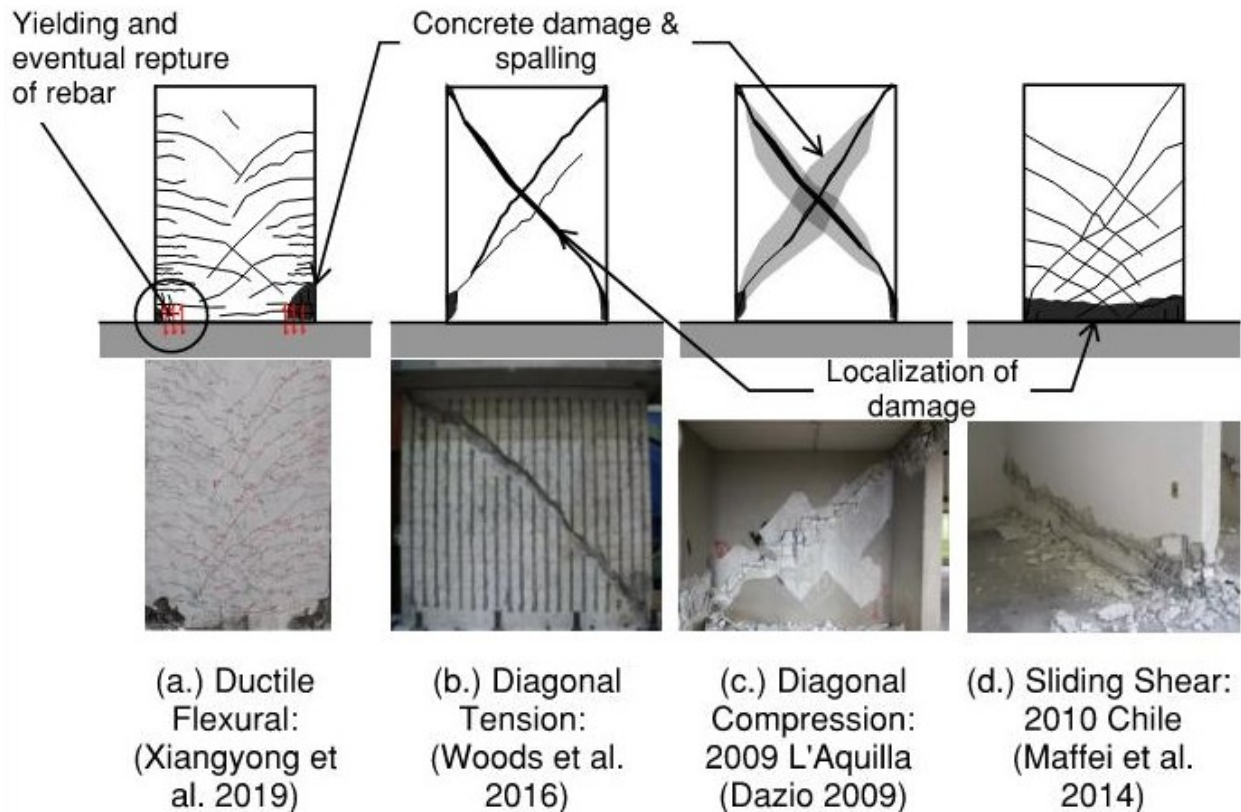 Yielding and
eventual repture
of rebar
Concrete damage &
spalling
Localization of
damage
(a.) Ductile
Flexural:
(Xiangyong et
al. 2019)
(b.) Diagonal
Tension:
(Woods et al.
2016)
(c.) Diagonal
Compression:
2009 L'Aquilla
(Dazio 2009)
(d.) Sliding Shear:
2010 Chile
(Maffei et al.
2014)